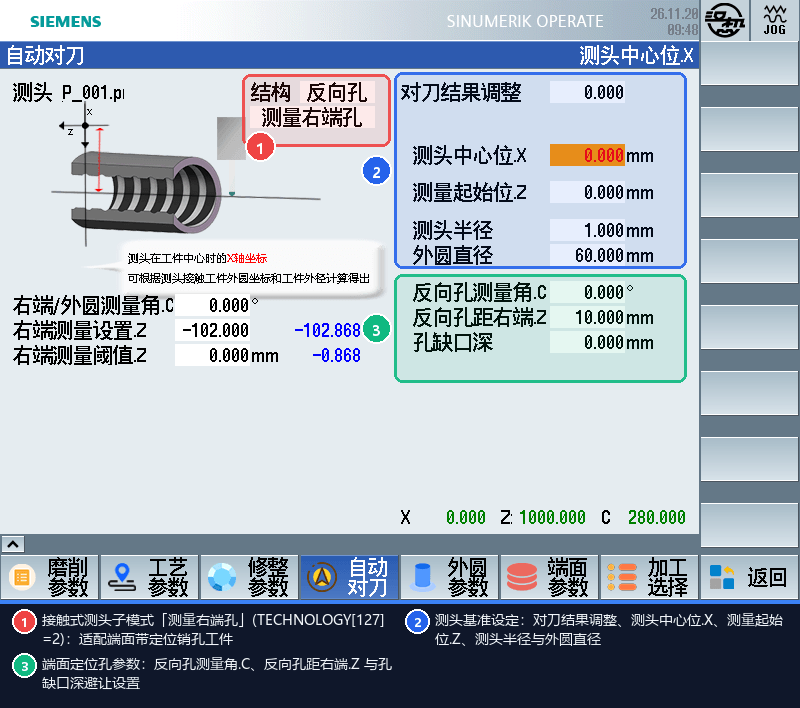 SIEMENS
SINUMERIK OPERATE
26.11.20
09:48
JOG
自动对刀
测头中心位.X
测头 P_001.pr
结构 反向孔
测量右端孔
1
X
Z
对刀结果调整 0.000
2
测头中心位.X 0.000 mm
测量起始位.Z 0.000 mm
测头半径 1.000 mm
外圆直径 60.000 mm
测头在工件中心时的X轴坐标
可根据测头接触工件外圆坐标和工件外径计算得出
右端/外圆测量角.C 0.000 °
右端测量设置.Z -102.000 -102.868
右端测量阈值.Z 0.000 mm -0.868
3
反向孔测量角.C 0.000 °
反向孔距右端.Z 10.000 mm
孔缺口深 0.000 mm
X 0.000 Z: 1000.000 C 280.000
磨削参数
工艺参数
修整参数
自动对刀
外圆参数
端面参数
加工选择
返回
1 接触式测头子模式「测量右端孔」(TECHNOLOGY[127]
=2)：适配端面带定位销孔工件
2 测头基准设定：对刀结果调整、测头中心位.X、测量起始
位.Z、测头半径与外圆直径
3 端面定位孔参数：反向孔测量角.C、反向孔距右端.Z 与孔
缺口深避让设置